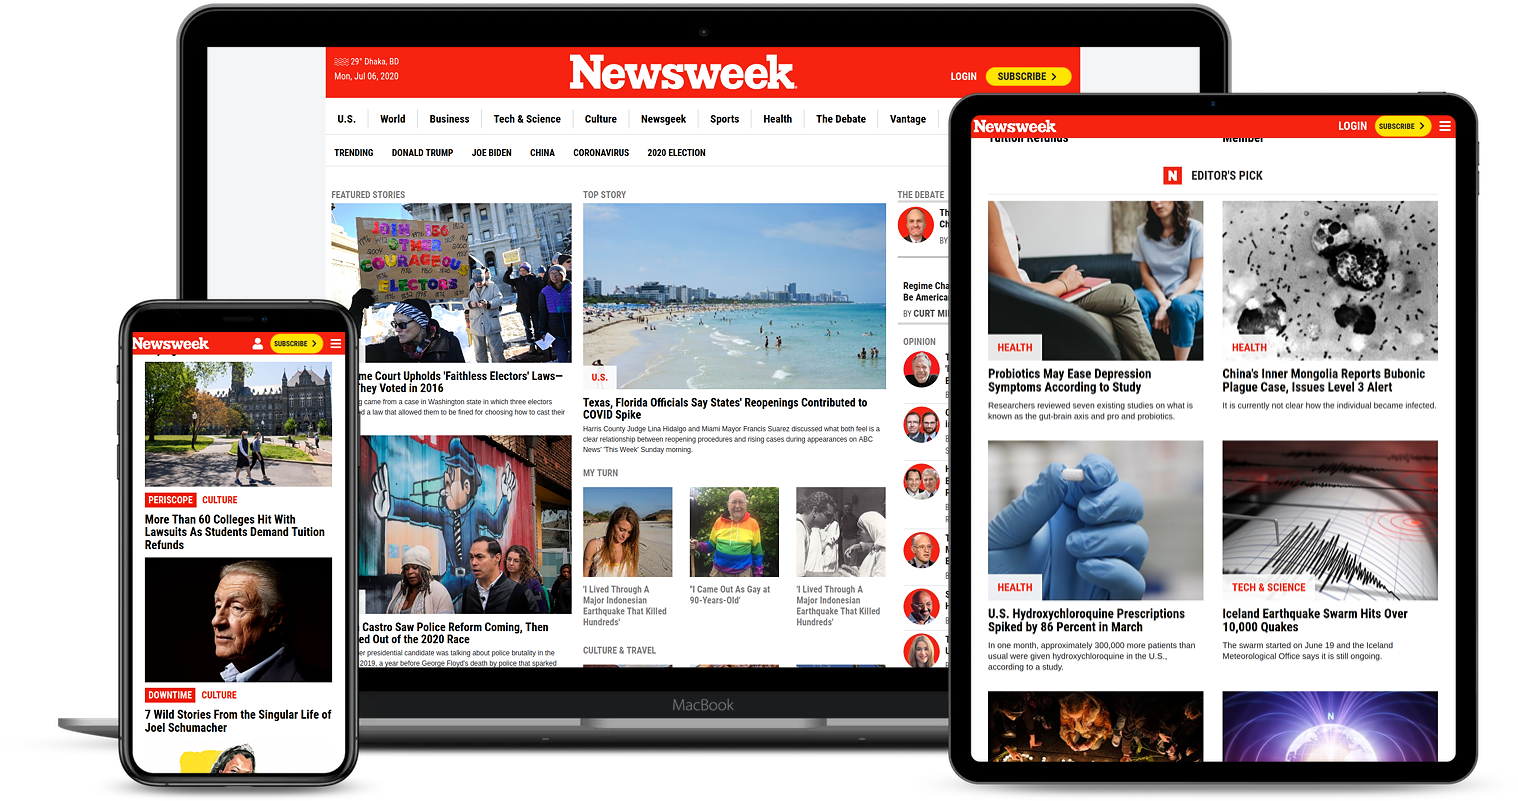 29° Dhaka, BD
Mon, Jul 06, 2020
Newsweek
LOGIN
SUBSCRIBE
U.S.
World
Business
Tech & Science
Culture
Newsgeek
Sports
Health
The Debate
Vantage
TRENDING
DONALD TRUMP
JOE BIDEN
CHINA
CORONAVIRUS
2020 ELECTION
FEATURED STORIES
JOIN 156
OTHER
COURAGEOUS
ELECTORS
me Court Upholds 'Faithless Electors' Laws—
They Voted in 2016
g came from a case in Washington state in which three electors
d a law that allowed them to be fined for choosing how to cast their
Castro Saw Police Reform Coming, Then
ed Out of the 2020 Race
er presidential candidate was talking about police brutality in the
2019, a year before George Floyd's death by police that sparked
TOP STORY
U.S.
Texas, Florida Officials Say States' Reopenings Contributed to
COVID Spike
Harris County Judge Lina Hidalgo and Miami Mayor Francis Suarez discussed what both feel is a
clear relationship between reopening procedures and rising cases during appearances on ABC
News' 'This Week' Sunday morning.
MY TURN
'I Lived Through A
Major Indonesian
Earthquake That Killed
Hundreds'
"I Came Out As Gay at
90-Years-Old'
'I Lived Through A
Major Indonesian
Earthquake That Killed
Hundreds'
CULTURE & TRAVEL
THE DEBATE
Th
Ch
BY
Regime Cha
Be America
BY CURT MI
OPINION
MacBook
Newsweek
SUBSCRIBE
PERISCOPE
CULTURE
More Than 60 Colleges Hit With
Lawsuits As Students Demand Tuition
Refunds
DOWNTIME
CULTURE
7 Wild Stories From the Singular Life of
Joel Schumacher
Newsweek
LOGIN
SUBSCRIBE
Tuition Refunds
Member
N
EDITOR'S PICK
HEALTH
Probiotics May Ease Depression
Symptoms According to Study
Researchers reviewed seven existing studies on what is
known as the gut-brain axis and pro and probiotics.
HEALTH
China's Inner Mongolia Reports Bubonic
Plague Case, Issues Level 3 Alert
It is currently not clear how the individual became infected.
HEALTH
U.S. Hydroxychloroquine Prescriptions
Spiked by 86 Percent in March
In one month, approximately 300,000 more patients than
usual were given hydroxychloroquine in the U.S.,
according to a study.
TECH & SCIENCE
Iceland Earthquake Swarm Hits Over
10,000 Quakes
The swarm started on June 19 and the Iceland
Meteorological Office says it is still ongoing.
N